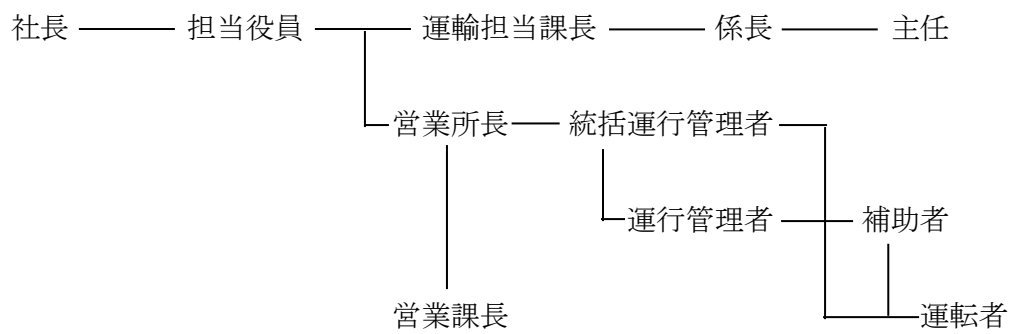 社長 担当役員 運輸担当課長 係長 主任
営業所長 統括運行管理者
運行管理者 補助者
営業課長 運転者